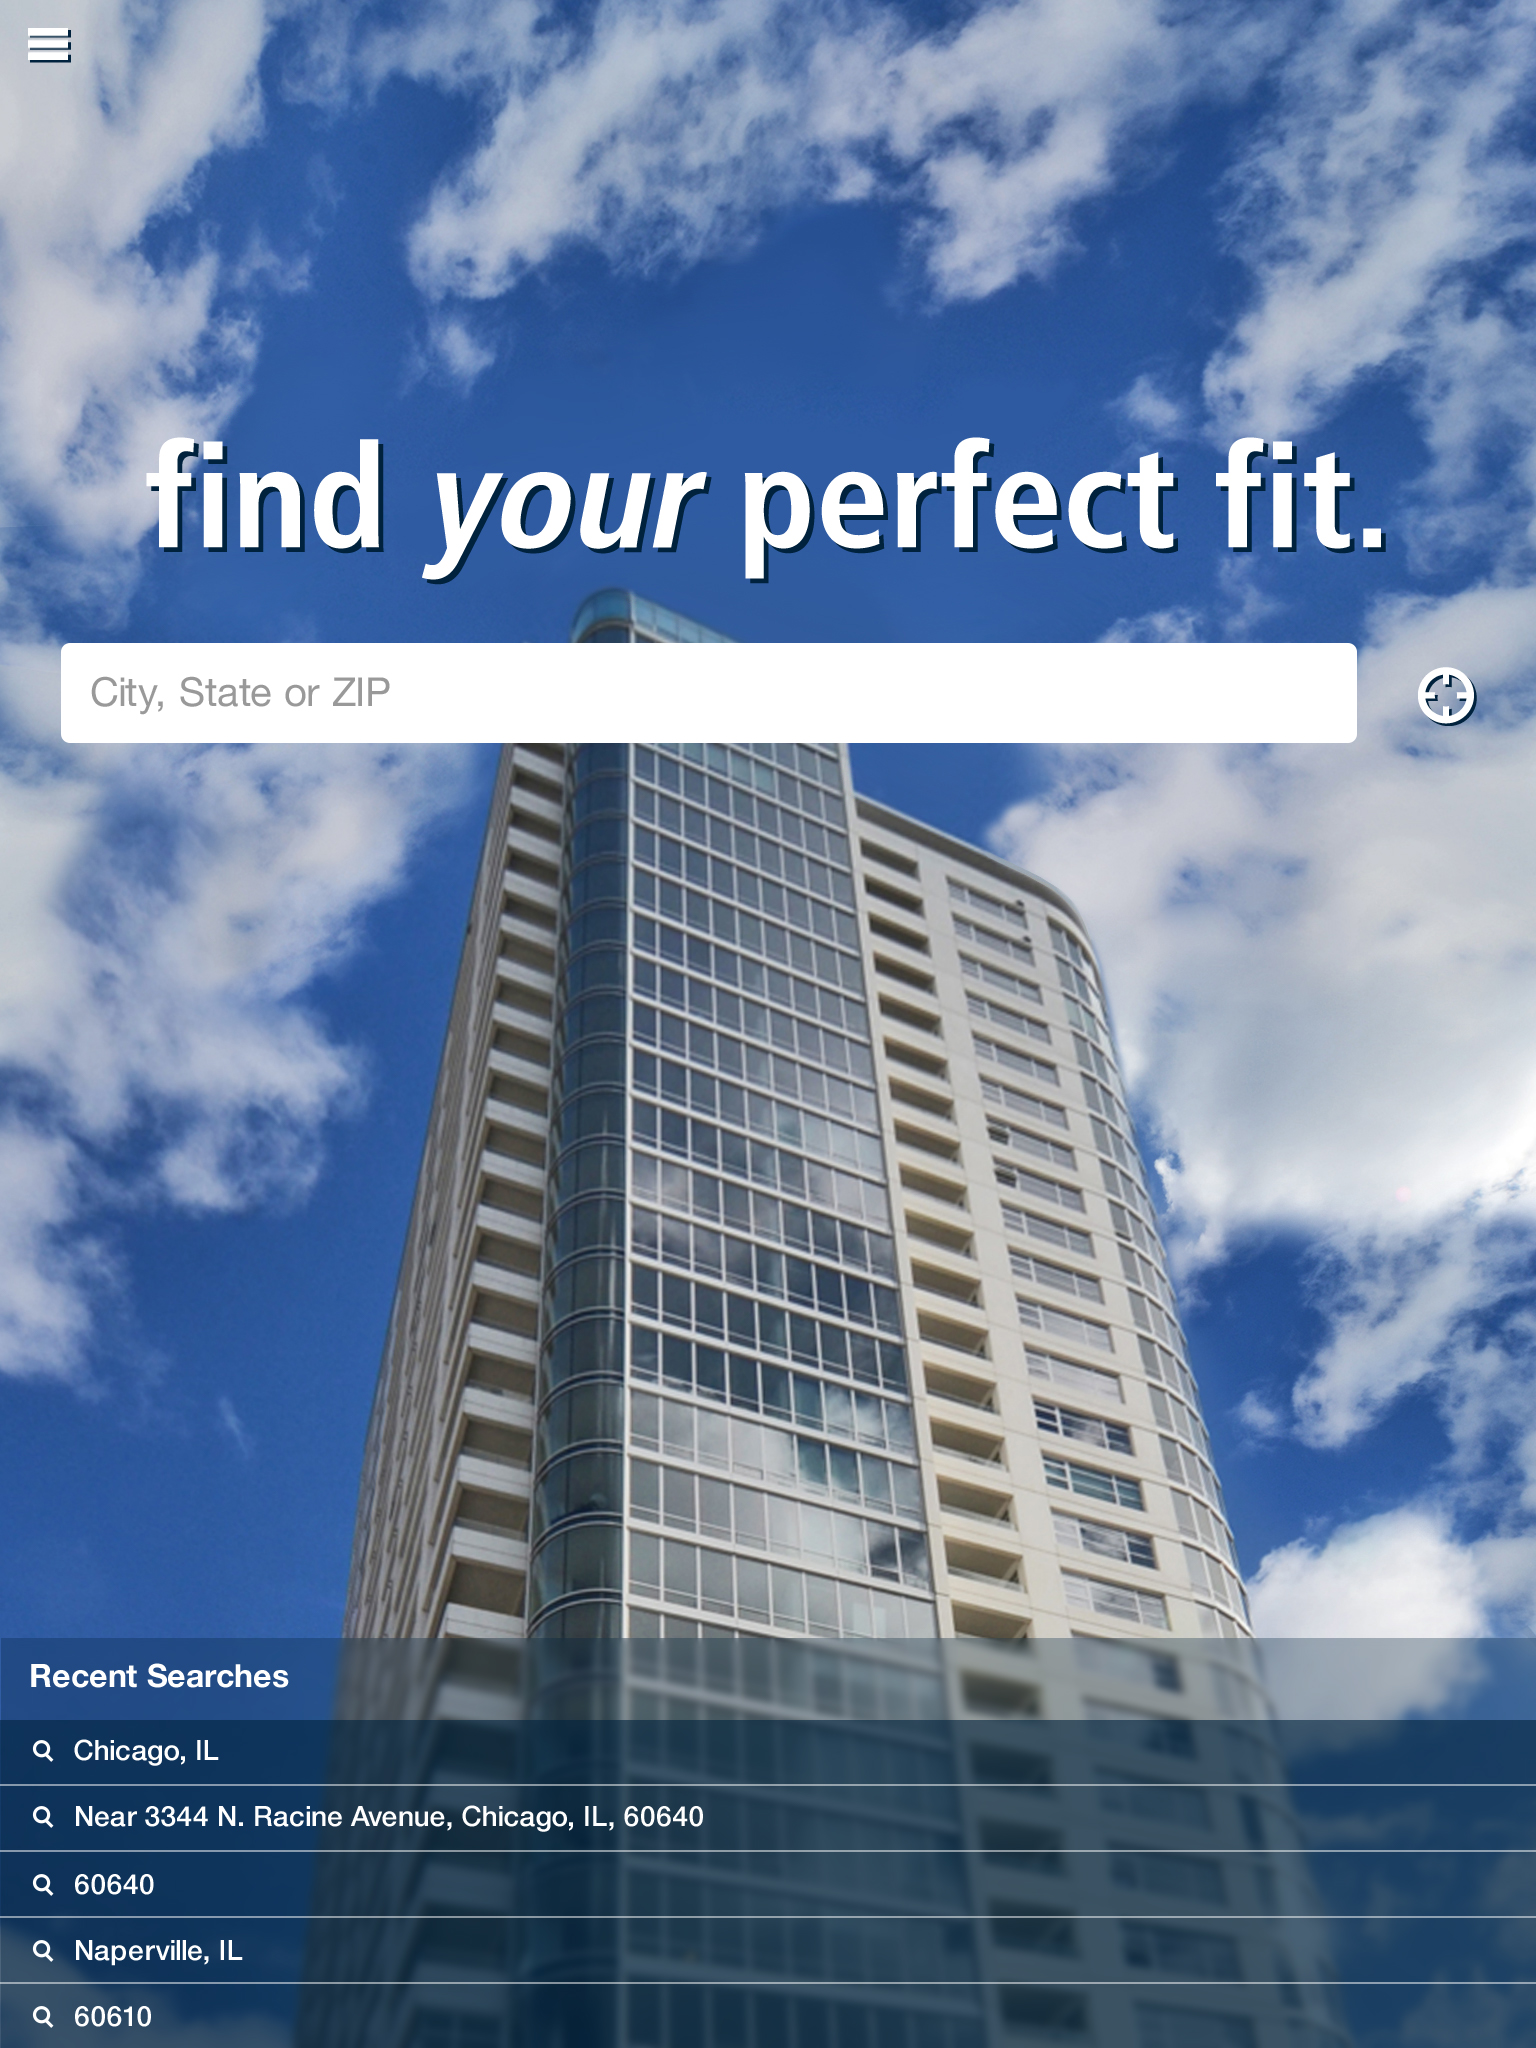 find your perfect fit.
City, State or ZIP
Recent Searches
Chicago, IL
Near 3344 N. Racine Avenue, Chicago, IL, 60640
60640
Naperville, IL
60610